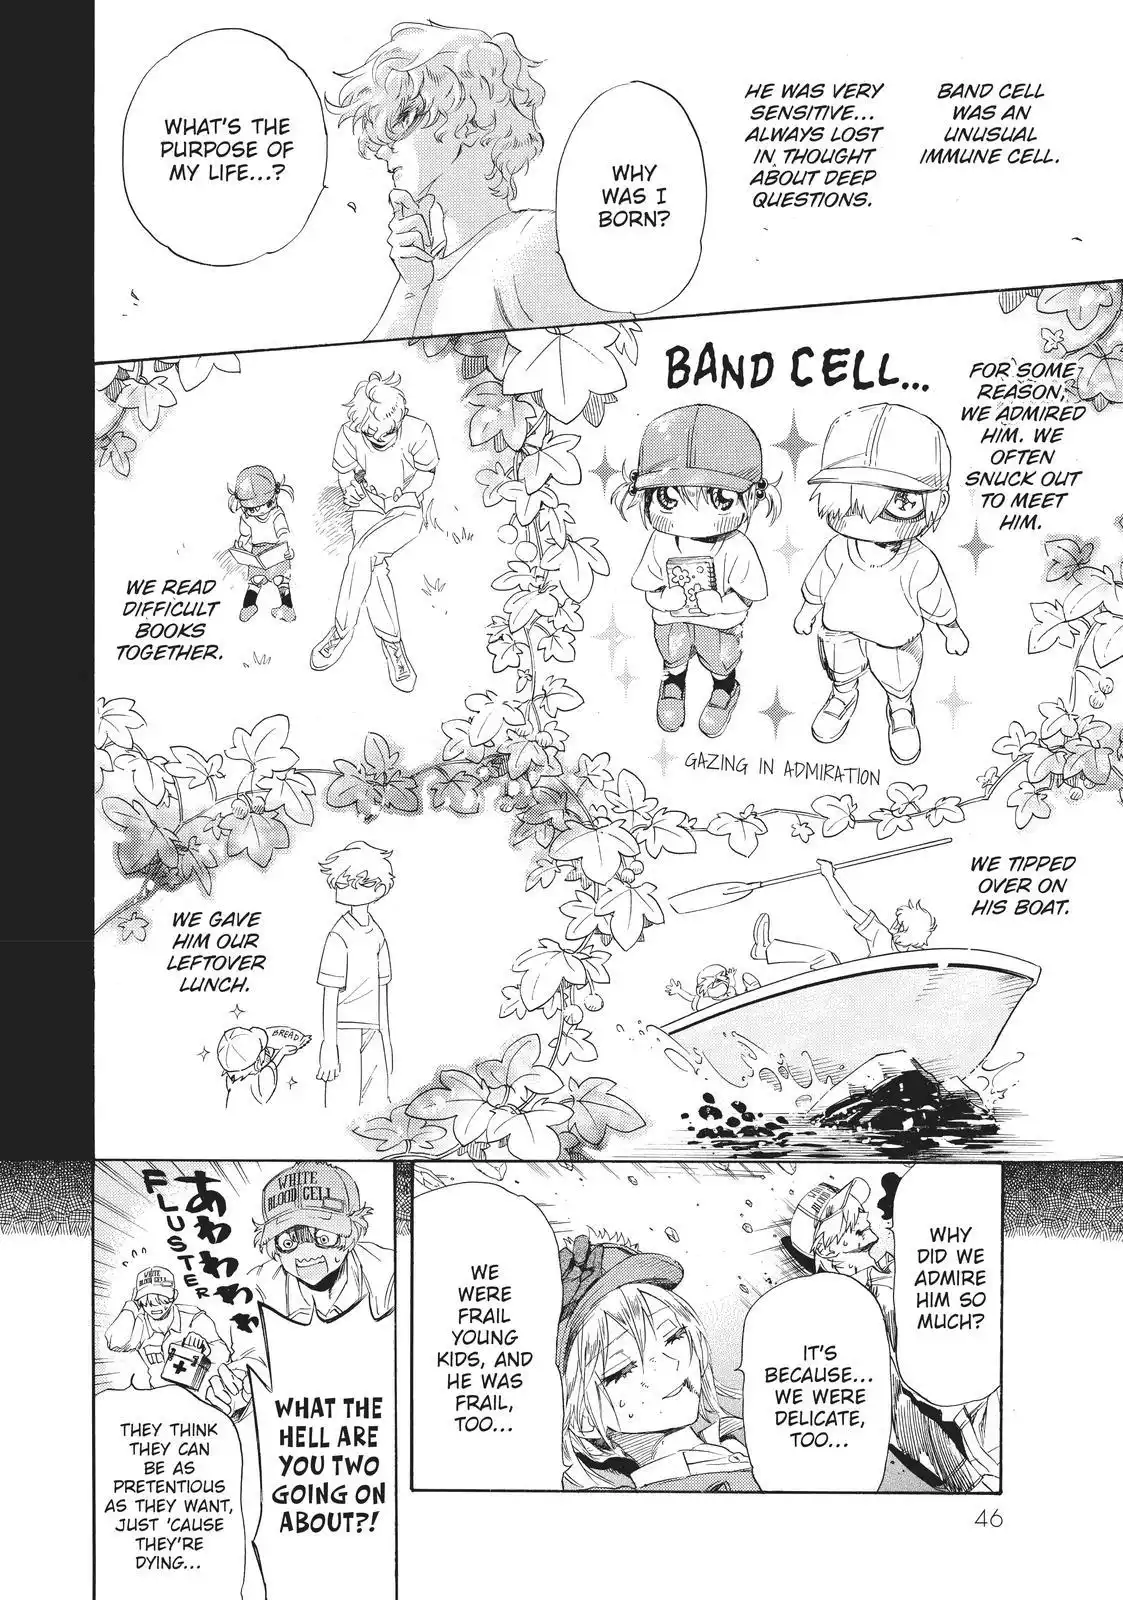 BAND CELL
WAS AN
UNUSUAL
IMMUNE CELL.
HE WAS VERY
SENSITIVE...
ALWAYS LOST
IN THOUGHT
ABOUT DEEP
QUESTIONS.
WHY
WAS I
BORN?
WHAT'S THE
PURPOSE OF
MY LIFE...?
FOR SOME
REASON,
WE ADMIRED
HIM. WE
OFTEN
SNUCK OUT
TO MEET
HIM.
BAND CELL...
GAZING IN ADMIRATION
WE READ
DIFFICULT
BOOKS
TOGETHER.
WE TIPPED
OVER ON
HIS BOAT.
WE GAVE
HIM OUR
LEFTOVER
LUNCH.
BREAD
WHY
DID WE
ADMIRE
HIM SO
MUCH?
IT'S
BECAUSE...
WE WERE
DELICATE,
TOO...
WE
WERE
FRAIL
YOUNG
KIDS, AND
HE WAS
FRAIL,
TOO...
WHITE
BLOOD CELL
あわわわわ
FLUSTER
WHITE
BLOOD CELL
WHAT THE
HELL ARE
YOU TWO
GOING ON
ABOUT?!
THEY THINK
THEY CAN
BE AS
PRETENTIOUS
AS THEY WANT,
JUST 'CAUSE
THEY'RE
DYING...
46